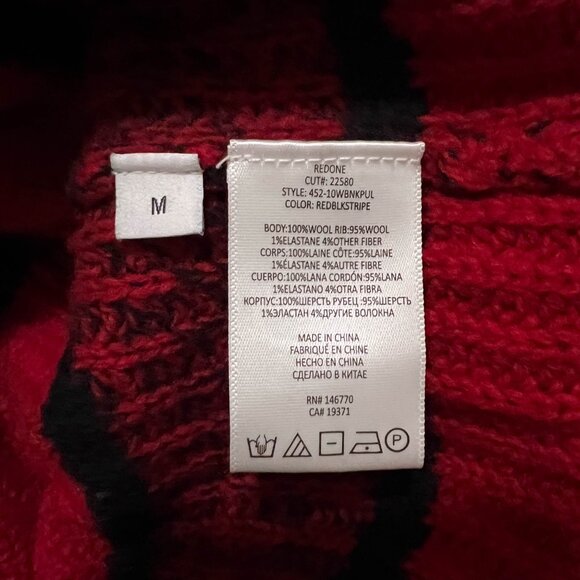 M
REDONE
CUT#: 22580
STYLE: 452-10WBNKPUL
COLOR: REDBLKSTRIPE
BODY:100%WOOL RIB:95%WOOL
1%ELASTANE 4%OTHER FIBER
CORPS:100%LAINE CÔTE:95%LAINE
1%ÉLASTANE 4%AUTRE FIBRE
CUERPO:100%LANA CORDÓN:95%LANA
1%ELASTANO 4%OTRA FIBRA
КОРПУС:100%ШЕРСТЬ РУБЕЦ:95%ШЕРСТЬ
1%ЭЛАСТАН 4%ДРУГИЕ ВОЛОКНА
MADE IN CHINA
FABRIQUÉ EN CHINE
HECHO EN CHINO
СДЕЛАНО В КИТАЕ
RN# 146770
CA# 19371
P